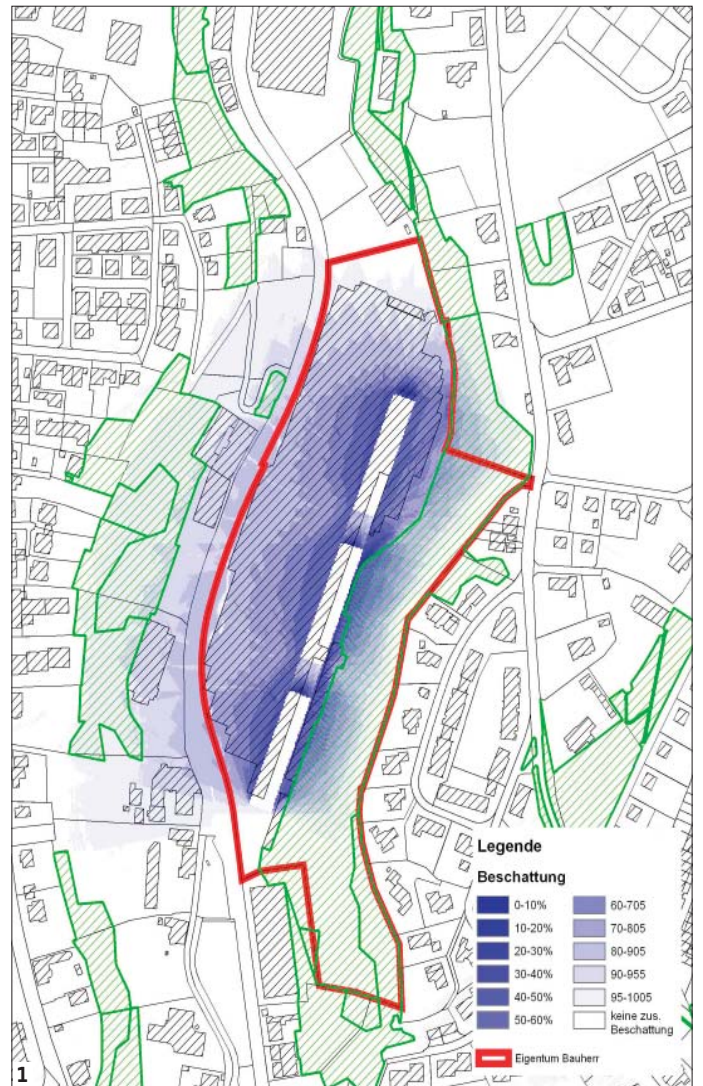 Legende
Beschattung
0-10%
10-20%
20-30%
30-40%
40-50%
50-60%
60-705
70-805
80-905
90-955
95-1005
keine zus.
Beschattung
Eigentum Bauherr
1